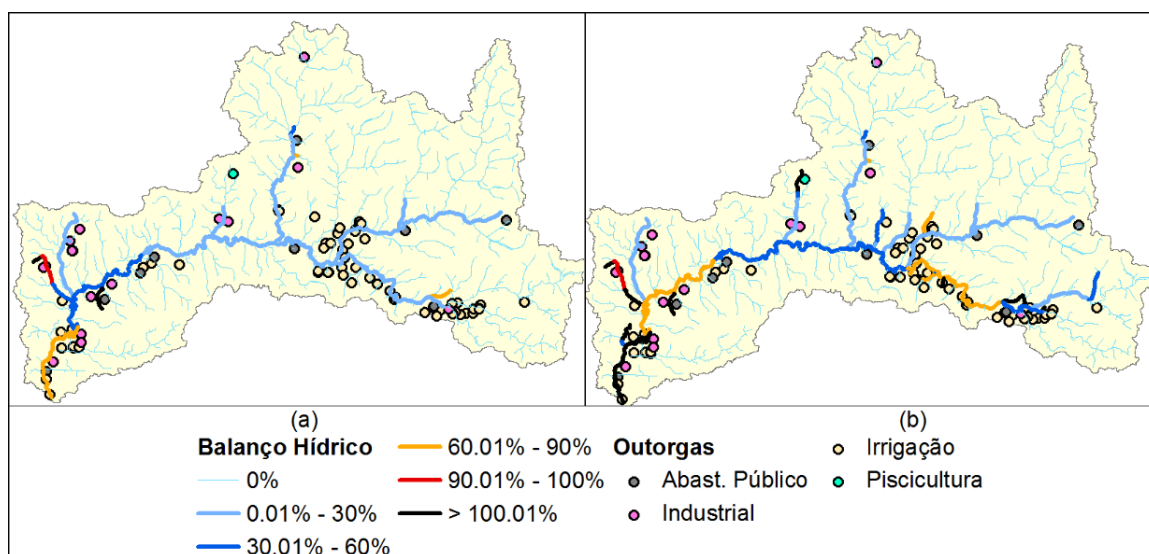 (a) (b)
Balanço Hídrico
0%
0.01% - 30%
30.01% - 60%
60.01% - 90%
90.01% - 100%
> 100.01%
Outorgas
Abast. Público
Industrial
Irrigação
Piscicultura